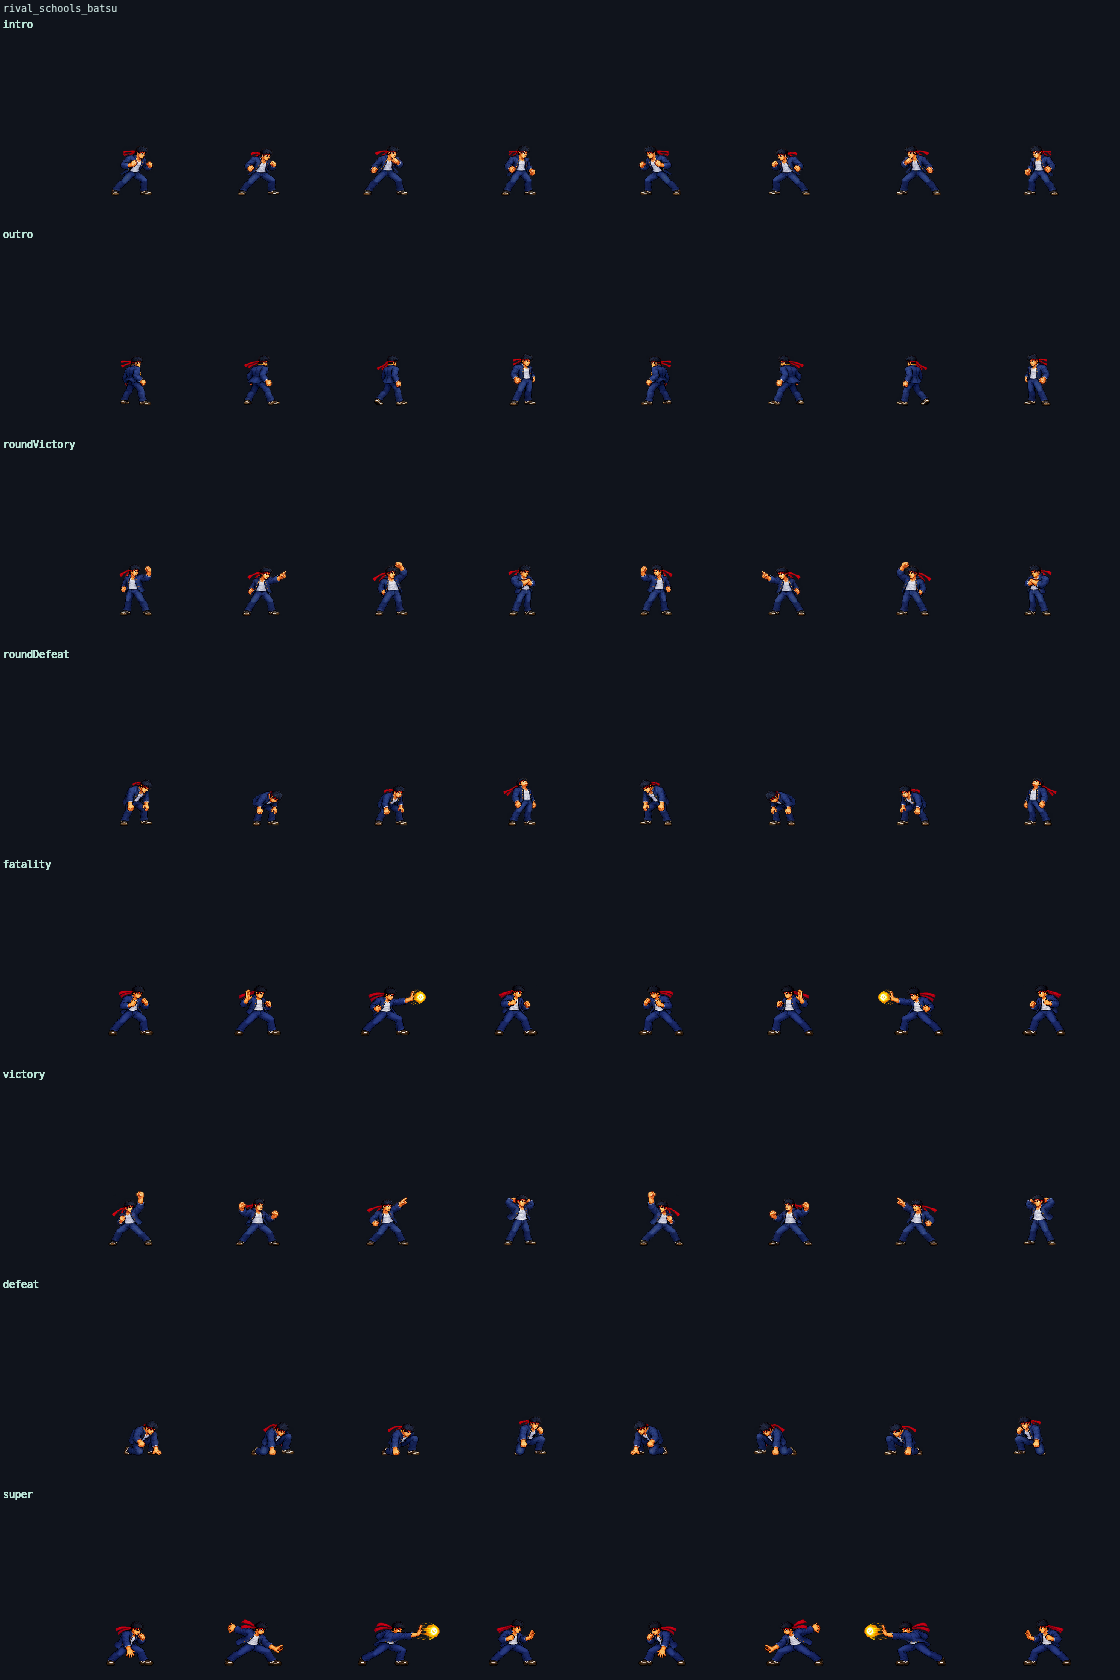 rival_schools_batsu
intro
outro
roundVictory
roundDefeat
fatality
victory
defeat
super